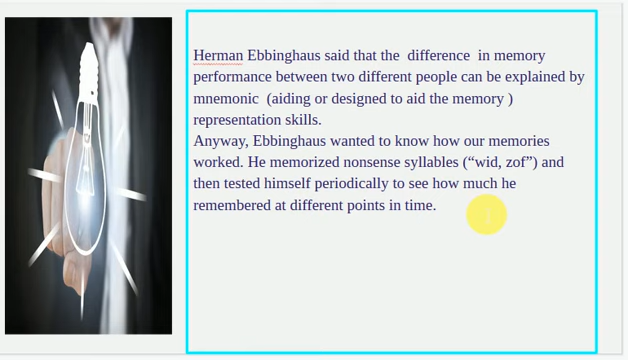 Herman Ebbinghaus said that the  difference  in memory
performance between two different people can be explained by
mnemonic  (aiding or designed to aid the memory )
representation skills.
Anyway, Ebbinghaus wanted to know how our memories
worked. He memorized nonsense syllables (“wid, zof”) and
then tested himself periodically to see how much he
remembered at different points in time.